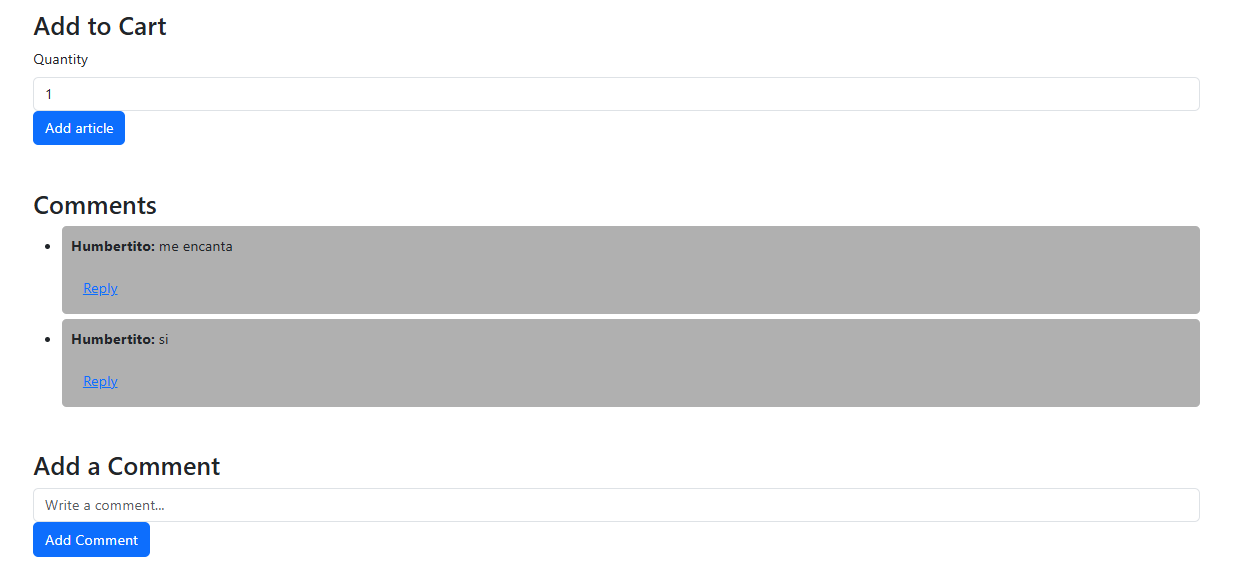 Add to Cart
Quantity
1
Add article
Comments
Humbertito: me encanta
Reply
Humbertito: si
Reply
Add a Comment
Write a comment...
Add Comment